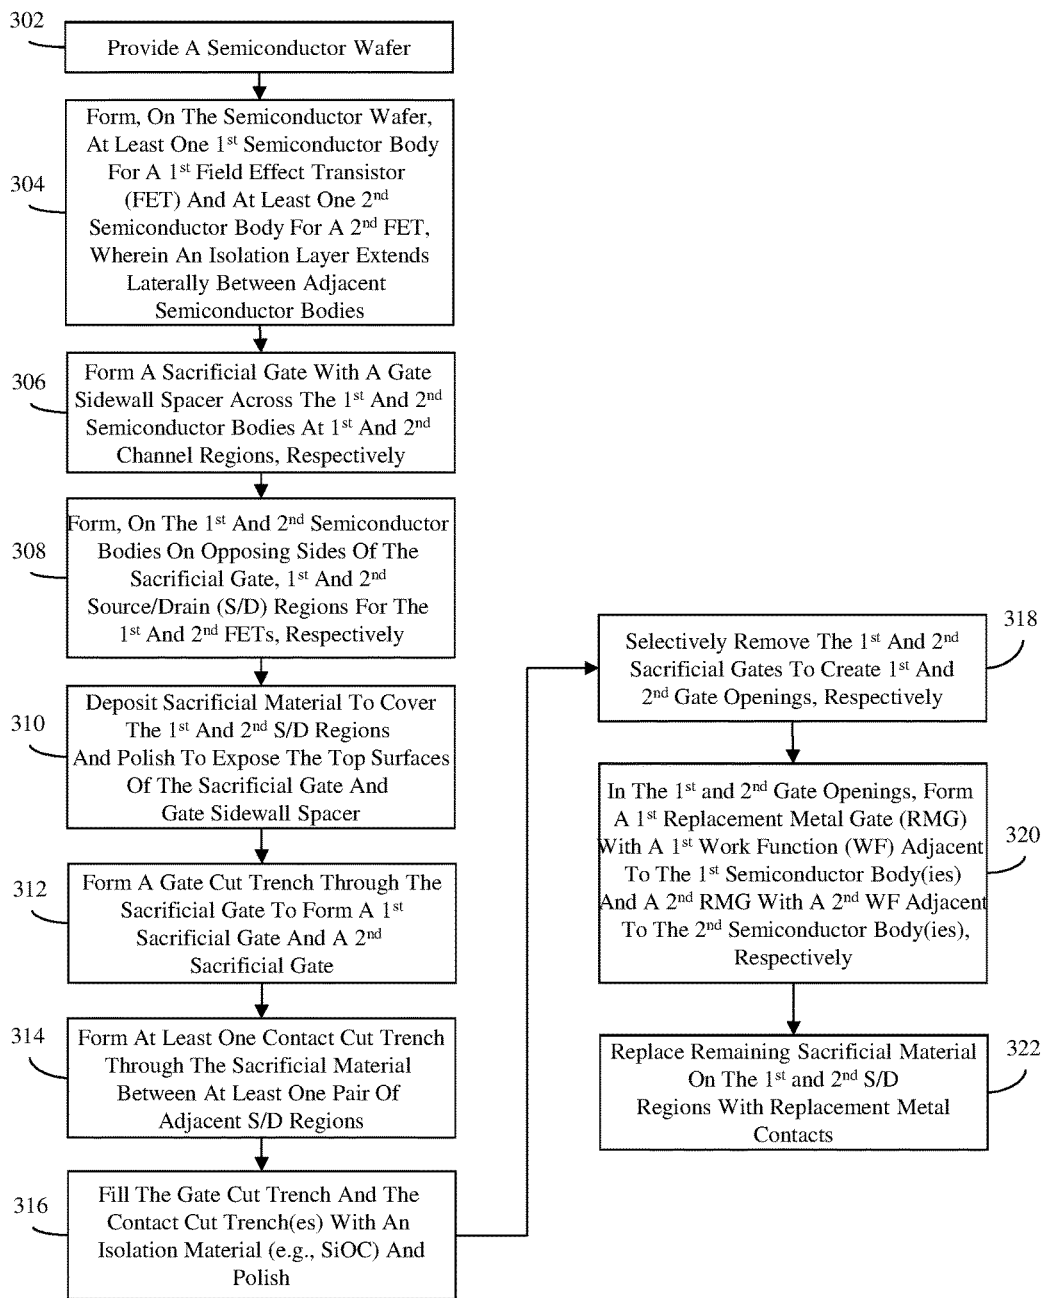 302
Provide A Semiconductor Wafer
304
Form, On The Semiconductor Wafer,
At Least One 1st Semiconductor Body
For A 1st Field Effect Transistor
(FET) And At Least One 2nd
Semiconductor Body For A 2nd FET,
Wherein An Isolation Layer Extends
Laterally Between Adjacent
Semiconductor Bodies
306
Form A Sacrificial Gate With A Gate
Sidewall Spacer Across The 1st And 2nd
Semiconductor Bodies At 1st And 2nd
Channel Regions, Respectively
308
Form, On The 1st And 2nd Semiconductor
Bodies On Opposing Sides Of The
Sacrificial Gate, 1st And 2nd
Source/Drain (S/D) Regions For The
1st And 2nd FETs, Respectively
310
Deposit Sacrificial Material To Cover
The 1st And 2nd S/D Regions
And Polish To Expose The Top Surfaces
Of The Sacrificial Gate And
Gate Sidewall Spacer
312
Form A Gate Cut Trench Through The
Sacrificial Gate To Form A 1st
Sacrificial Gate And A 2nd
Sacrificial Gate
314
Form At Least One Contact Cut Trench
Through The Sacrificial Material
Between At Least One Pair Of
Adjacent S/D Regions
316
Fill The Gate Cut Trench And The
Contact Cut Trench(es) With An
Isolation Material (e.g., SiOC) And
Polish
318
Selectively Remove The 1st And 2nd
Sacrificial Gates To Create 1st And
2nd Gate Openings, Respectively
320
In The 1st and 2nd Gate Openings, Form
A 1st Replacement Metal Gate (RMG)
With A 1st Work Function (WF) Adjacent
To The 1st Semiconductor Body(ies)
And A 2nd RMG With A 2nd WF Adjacent
To The 2nd Semiconductor Body(ies),
Respectively
322
Replace Remaining Sacrificial Material
On The 1st and 2nd S/D
Regions With Replacement Metal
Contacts